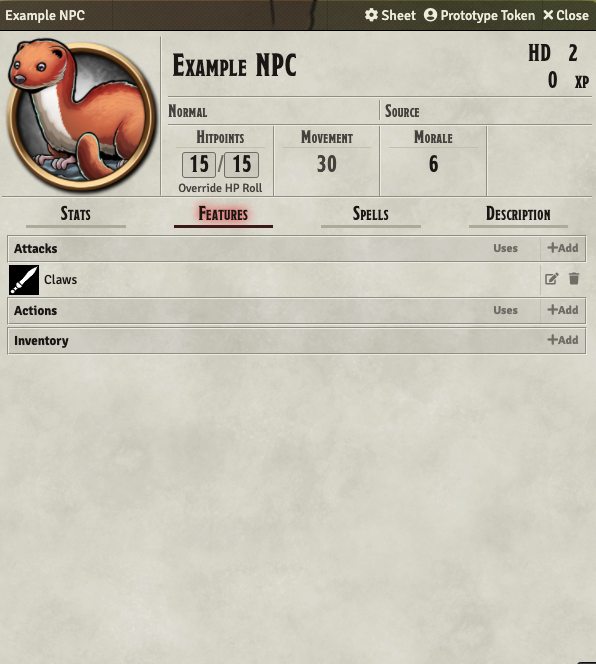 Example NPC Sheet Prototype Token Close
Example NPC
HD 2
0 XP
Normal Source
Hitpoints Movement Morale
15 / 15 30 6
Override HP Roll
Stats Features Spells Description
Attacks Uses +Add
Claws
Actions Uses +Add
Inventory +Add